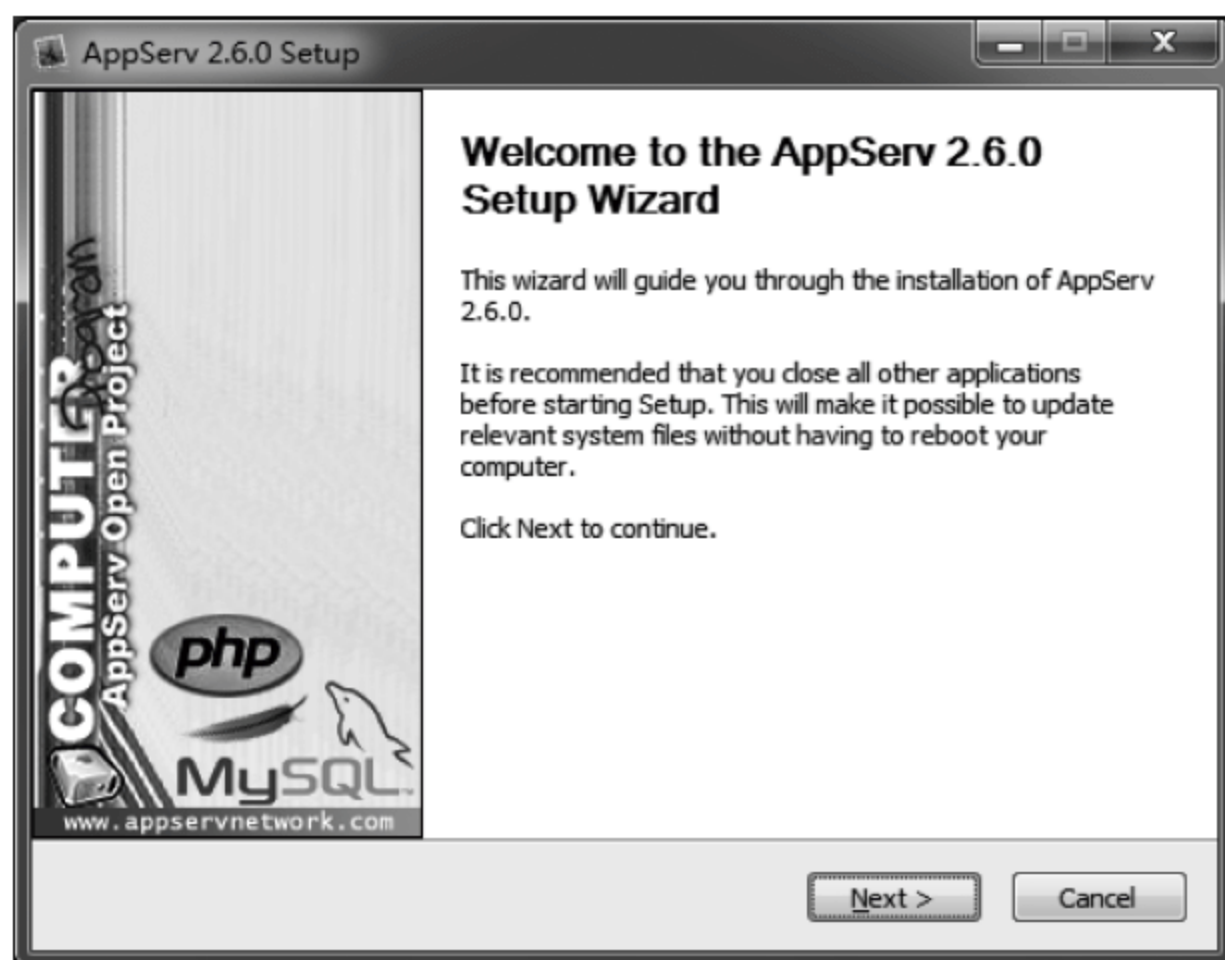 AppServ 2.6.0 Setup
Welcome to the AppServ 2.6.0
Setup Wizard
This wizard will guide you through the installation of AppServ
2.6.0.
It is recommended that you close all other applications
before starting Setup. This will make it possible to update
relevant system files without having to reboot your
computer.
Click Next to continue.
COMPUTER
AppServ Open Project
php
MySQL
www.appservnetwork.com
Next >
Cancel